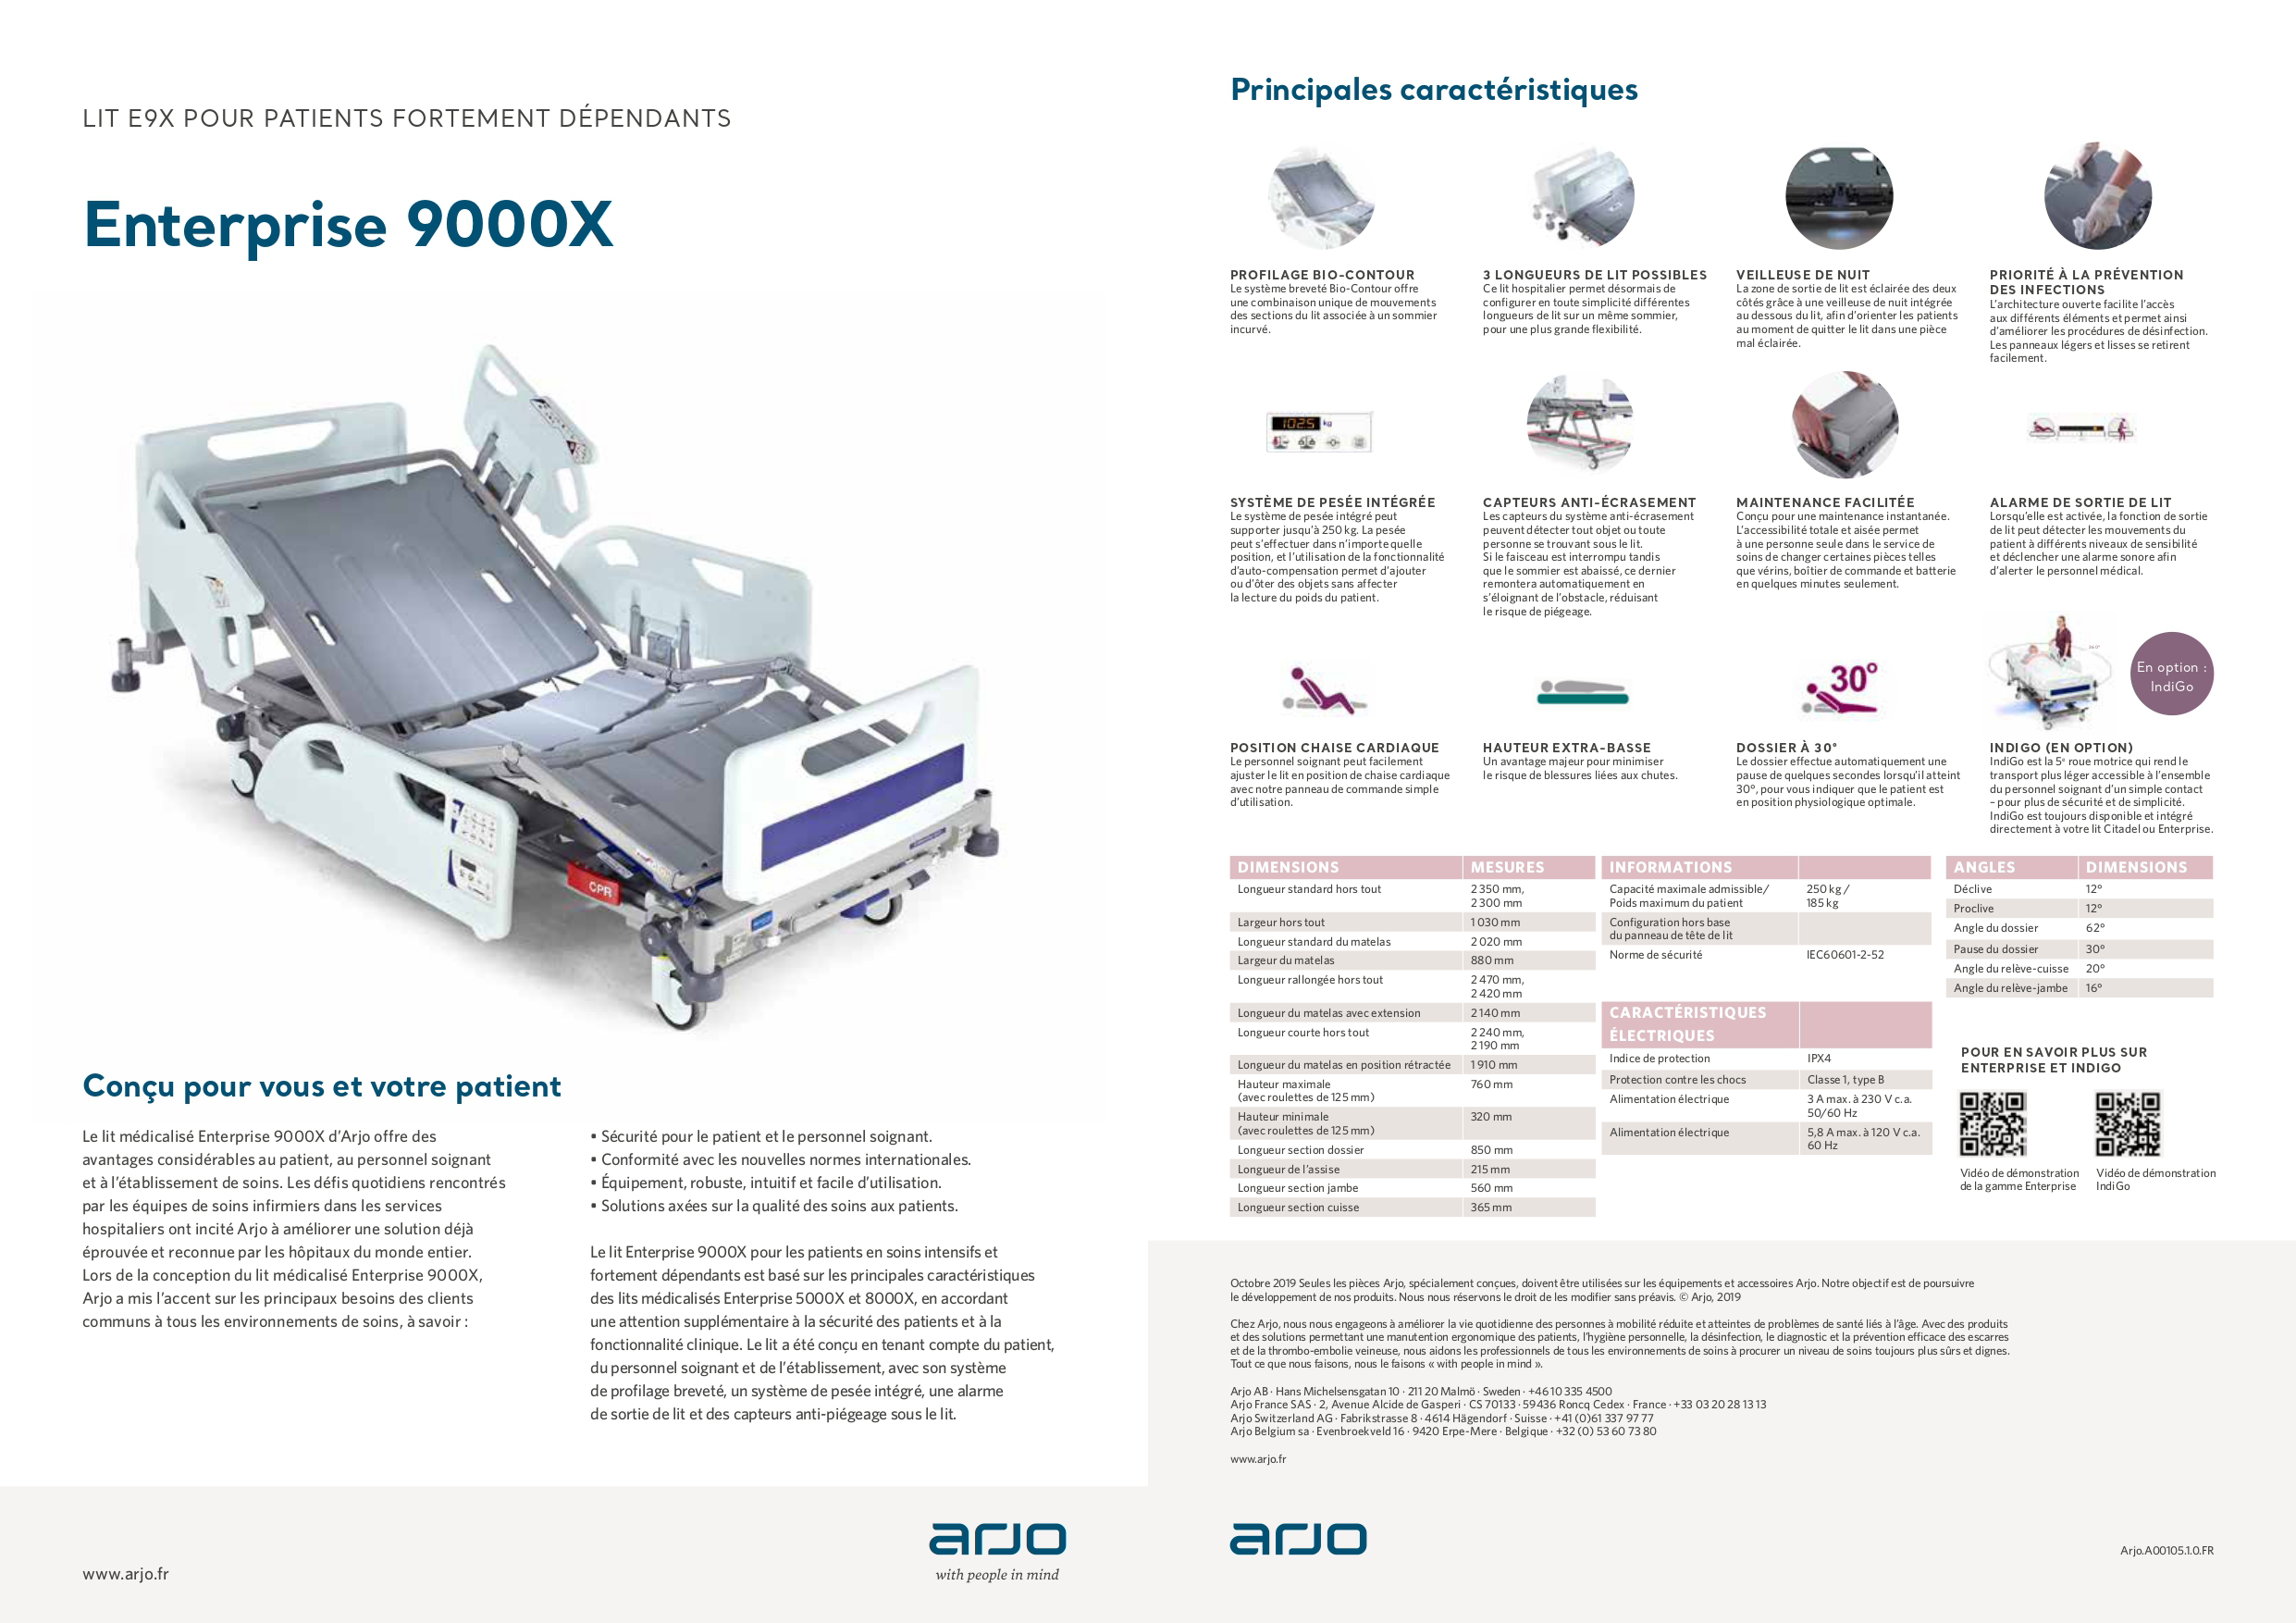 LIT E9X POUR PATIENTS FORTEMENT DÉPENDANTS
Enterprise 9000X
CPR
Conçu pour vous et votre patient
Le lit médicalisé Enterprise 9000X d’Arjo offre des
avantages considérables au patient, au personnel soignant
et à l’établissement de soins. Les défis quotidiens rencontrés
par les équipes de soins infirmiers dans les services
hospitaliers ont incité Arjo à améliorer une solution déjà
éprouvée et reconnue par les hôpitaux du monde entier.
Lors de la conception du lit médicalisé Enterprise 9000X,
Arjo a mis l’accent sur les principaux besoins des clients
communs à tous les environnements de soins, à savoir :
• Sécurité pour le patient et le personnel soignant.
• Conformité avec les nouvelles normes internationales.
• Équipement, robuste, intuitif et facile d’utilisation.
• Solutions axées sur la qualité des soins aux patients.
Le lit Enterprise 9000X pour les patients en soins intensifs et
fortement dépendants est basé sur les principales caractéristiques
des lits médicalisés Enterprise 5000X et 8000X, en accordant
une attention supplémentaire à la sécurité des patients et à la
fonctionnalité clinique. Le lit a été conçu en tenant compte du patient,
du personnel soignant et de l’établissement, avec son système
de profilage breveté, un système de pesée intégré, une alarme
de sortie de lit et des capteurs anti-piégeage sous le lit.
www.arjo.fr
arjo
with people in mind
Principales caractéristiques
PROFILAGE BIO-CONTOUR
Le système breveté Bio-Contour offre
une combinaison unique de mouvements
des sections du lit associée à un sommier
incurvé.
3 LONGUEURS DE LIT POSSIBLES
Ce lit hospitalier permet désormais de
configurer en toute simplicité différentes
longueurs de lit sur un même sommier,
pour une plus grande flexibilité.
VEILLEUSE DE NUIT
La zone de sortie de lit est éclairée des deux
côtés grâce à une veilleuse de nuit intégrée
au dessous du lit, afin d’orienter les patients
au moment de quitter le lit dans une pièce
mal éclairée.
PRIORITÉ À LA PRÉVENTION
DES INFECTIONS
L’architecture ouverte facilite l’accès
aux différents éléments et permet ainsi
d’améliorer les procédures de désinfection.
Les panneaux légers et lisses se retirent
facilement.
102.5 kg
SYSTÈME DE PESÉE INTÉGRÉE
Le système de pesée intégré peut
supporter jusqu’à 250 kg. La pesée
peut s’effectuer dans n’importe quelle
position, et l’utilisation de la fonctionnalité
d’auto-compensation permet d’ajouter
ou d’ôter des objets sans affecter
la lecture du poids du patient.
CAPTEURS ANTI-ÉCRASEMENT
Les capteurs du système anti-écrasement
peuvent détecter tout objet ou toute
personne se trouvant sous le lit.
Si le faisceau est interrompu tandis
que le sommier est abaissé, ce dernier
remontera automatiquement en
s’éloignant de l’obstacle, réduisant
le risque de piégeage.
MAINTENANCE FACILITÉE
Conçu pour une maintenance instantanée.
L’accessibilité totale et aisée permet
à une personne seule dans le service de
soins de changer certaines pièces telles
que vérins, boîtier de commande et batterie
en quelques minutes seulement.
ALARME DE SORTIE DE LIT
Lorsqu’elle est activée, la fonction de sortie
de lit peut détecter les mouvements du
patient à différents niveaux de sensibilité
et déclencher une alarme sonore afin
d’alerter le personnel médical.
POSITION CHAISE CARDIAQUE
Le personnel soignant peut facilement
ajuster le lit en position de chaise cardiaque
avec notre panneau de commande simple
d’utilisation.
HAUTEUR EXTRA-BASSE
Un avantage majeur pour minimiser
le risque de blessures liées aux chutes.
30°
DOSSIER À 30°
Le dossier effectue automatiquement une
pause de quelques secondes lorsqu’il atteint
30°, pour vous indiquer que le patient est
en position physiologique optimale.
En option :
IndiGo
INDIGO (EN OPTION)
IndiGo est la 5e roue motrice qui rend le
transport plus léger accessible à l’ensemble
du personnel soignant d’un simple contact
– pour plus de sécurité et de simplicité.
IndiGo est toujours disponible et intégré
directement à votre lit Citadel ou Enterprise.
DIMENSIONS MESURES
Longueur standard hors tout 2 350 mm,
2 300 mm
Largeur hors tout 1 030 mm
Longueur standard du matelas 2 020 mm
Largeur du matelas 880 mm
Longueur rallongée hors tout 2 470 mm,
2 420 mm
Longueur du matelas avec extension 2 140 mm
Longueur courte hors tout 2 240 mm,
2 190 mm
Longueur du matelas en position rétractée 1 910 mm
Hauteur maximale 760 mm
(avec roulettes de 125 mm)
Hauteur minimale 320 mm
(avec roulettes de 125 mm)
Longueur section dossier 850 mm
Longueur de l’assise 215 mm
Longueur section jambe 560 mm
Longueur section cuisse 365 mm
INFORMATIONS
Capacité maximale admissible/ 250 kg /
Poids maximum du patient 185 kg
Configuration hors base
du panneau de tête de lit
Norme de sécurité IEC60601-2-52
CARACTÉRISTIQUES
ÉLECTRIQUES
Indice de protection IPX4
Protection contre les chocs Classe 1, type B
Alimentation électrique 3 A max. à 230 V c.a.
50/60 Hz
Alimentation électrique 5,8 A max. à 120 V c.a.
60 Hz
ANGLES DIMENSIONS
Déclive 12°
Proclive 12°
Angle du dossier 62°
Pause du dossier 30°
Angle du relève-cuisse 20°
Angle du relève-jambe 16°
POUR EN SAVOIR PLUS SUR
ENTERPRISE ET INDIGO
Vidéo de démonstration
de la gamme Enterprise
Vidéo de démonstration
IndiGo
Octobre 2019 Seules les pièces Arjo, spécialement conçues, doivent être utilisées sur les équipements et accessoires Arjo. Notre objectif est de poursuivre
le développement de nos produits. Nous nous réservons le droit de les modifier sans préavis. © Arjo, 2019
Chez Arjo, nous nous engageons à améliorer la vie quotidienne des personnes à mobilité réduite et atteintes de problèmes de santé liés à l’âge. Avec des produits
et des solutions permettant une manutention ergonomique des patients, l’hygiène personnelle, la désinfection, le diagnostic et la prévention efficace des escarres
et de la thrombo-embolie veineuse, nous aidons les professionnels de tous les environnements de soins à procurer un niveau de soins toujours plus sûrs et dignes.
Tout ce que nous faisons, nous le faisons « with people in mind ».
Arjo AB · Hans Michelsensgatan 10 · 211 20 Malmö · Sweden · +46 10 335 4500
Arjo France SAS · 2, Avenue Alcide de Gasperi · CS 70133 · 59436 Roncq Cedex · France · +33 03 20 28 13 13
Arjo Switzerland AG · Fabrikstrasse 8 · 4614 Hägendorf · Suisse · +41 (0)61 337 97 77
Arjo Belgium sa · Evenbroekveld 16 · 9420 Erpe-Mere · Belgique · +32 (0) 53 60 73 80
www.arjo.fr
arjo
Arjo.A00105.1.0.FR